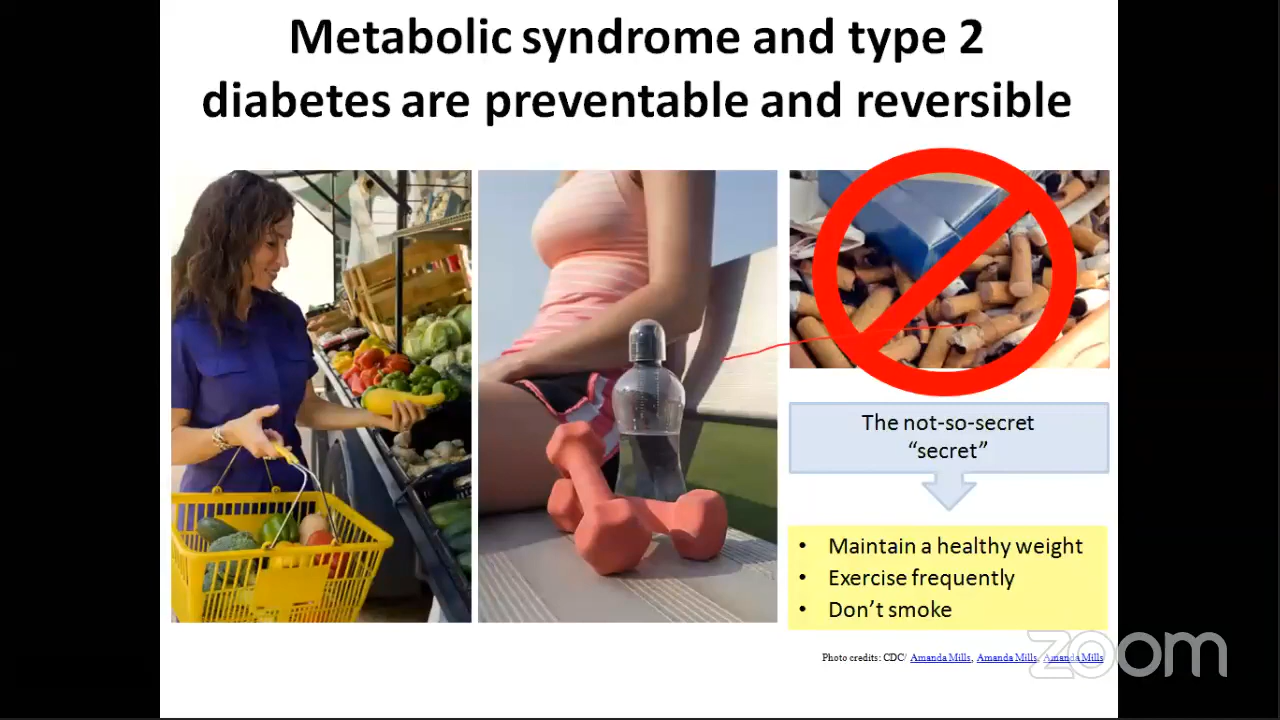 Metabolic syndrome and type 2
diabetes are preventable and reversible
The not-so-secret
“secret”
• Maintain a healthy weight
• Exercise frequently
• Don’t smoke
Photo credits: CDC/ Amanda Mills, Amanda Mills, Amanda Mills
zoom